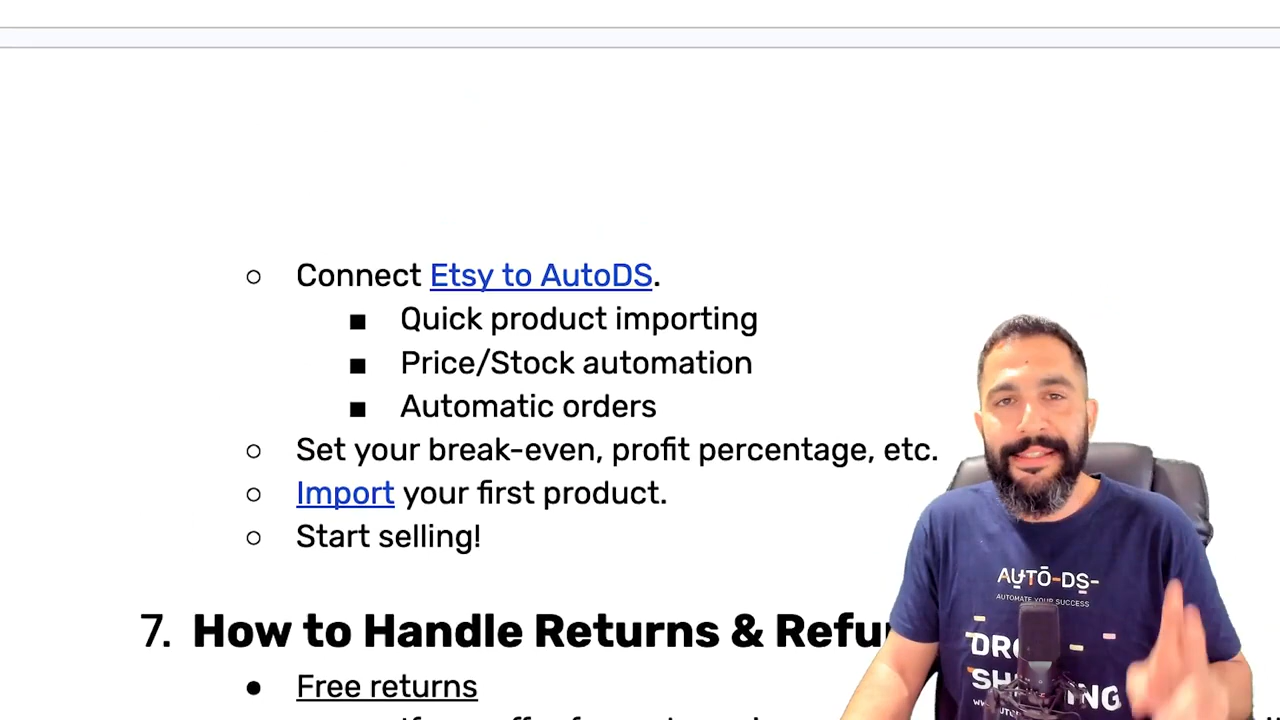 Connect Etsy to AutoDS.
Quick product importing
Price/Stock automation
Automatic orders
Set your break-even, profit percentage, etc.
Import your first product.
Start selling!
7. How to Handle Returns & Refu
Free returns
AUTO-DS-
AUTOMATE YOUR SUCCESS